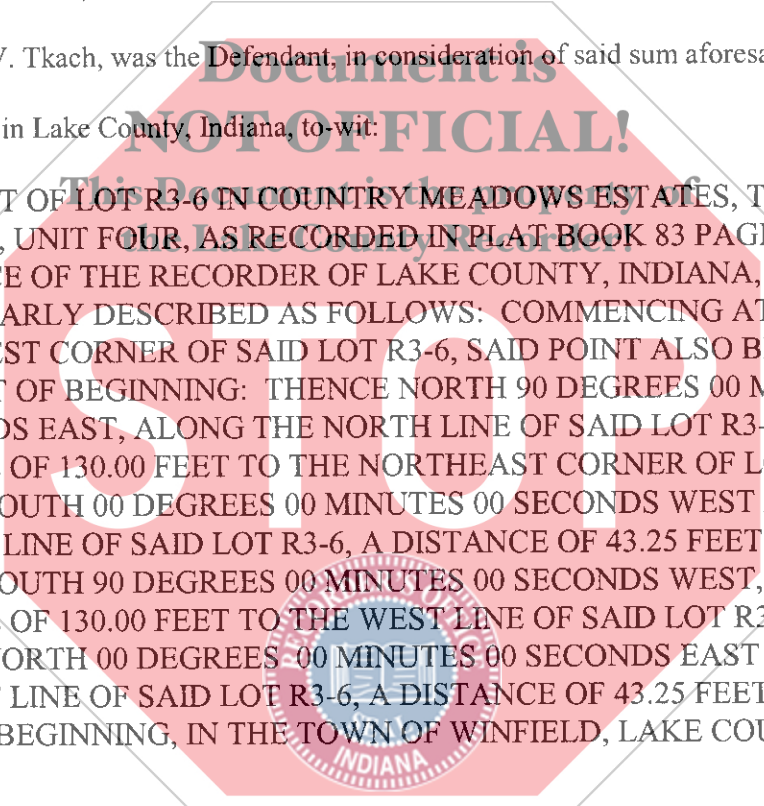 V. Tkach, was the Defendant, in consideration of said sum aforesa
in Lake County, Indiana, to-wit:
T OF LOT R3-6 IN COUNTRY MEADOWS ESTATES, T
, UNIT FOUR, AS RECORDED IN PLAT BOOK 83 PAG
CE OF THE RECORDER OF LAKE COUNTY, INDIANA,
ARLY DESCRIBED AS FOLLOWS: COMMENCING AT
EST CORNER OF SAID LOT R3-6, SAID POINT ALSO B
T OF BEGINNING: THENCE NORTH 90 DEGREES 00 M
DS EAST, ALONG THE NORTH LINE OF SAID LOT R3-
OF 130.00 FEET TO THE NORTHEAST CORNER OF L
OUTH 00 DEGREES 00 MINUTES 00 SECONDS WEST
LINE OF SAID LOT R3-6, A DISTANCE OF 43.25 FEET
OUTH 90 DEGREES 00 MINUTES 00 SECONDS WEST,
OF 130.00 FEET TO THE WEST LINE OF SAID LOT R3
NORTH 00 DEGREES 00 MINUTES 00 SECONDS EAST
LINE OF SAID LOT R3-6, A DISTANCE OF 43.25 FEET
BEGINNING, IN THE TOWN OF WINFIELD, LAKE COU
Document is
NOT OFFICIAL!
This Document is the property of
the Lake County Recorder!
STOP
SEAL
INDIANA